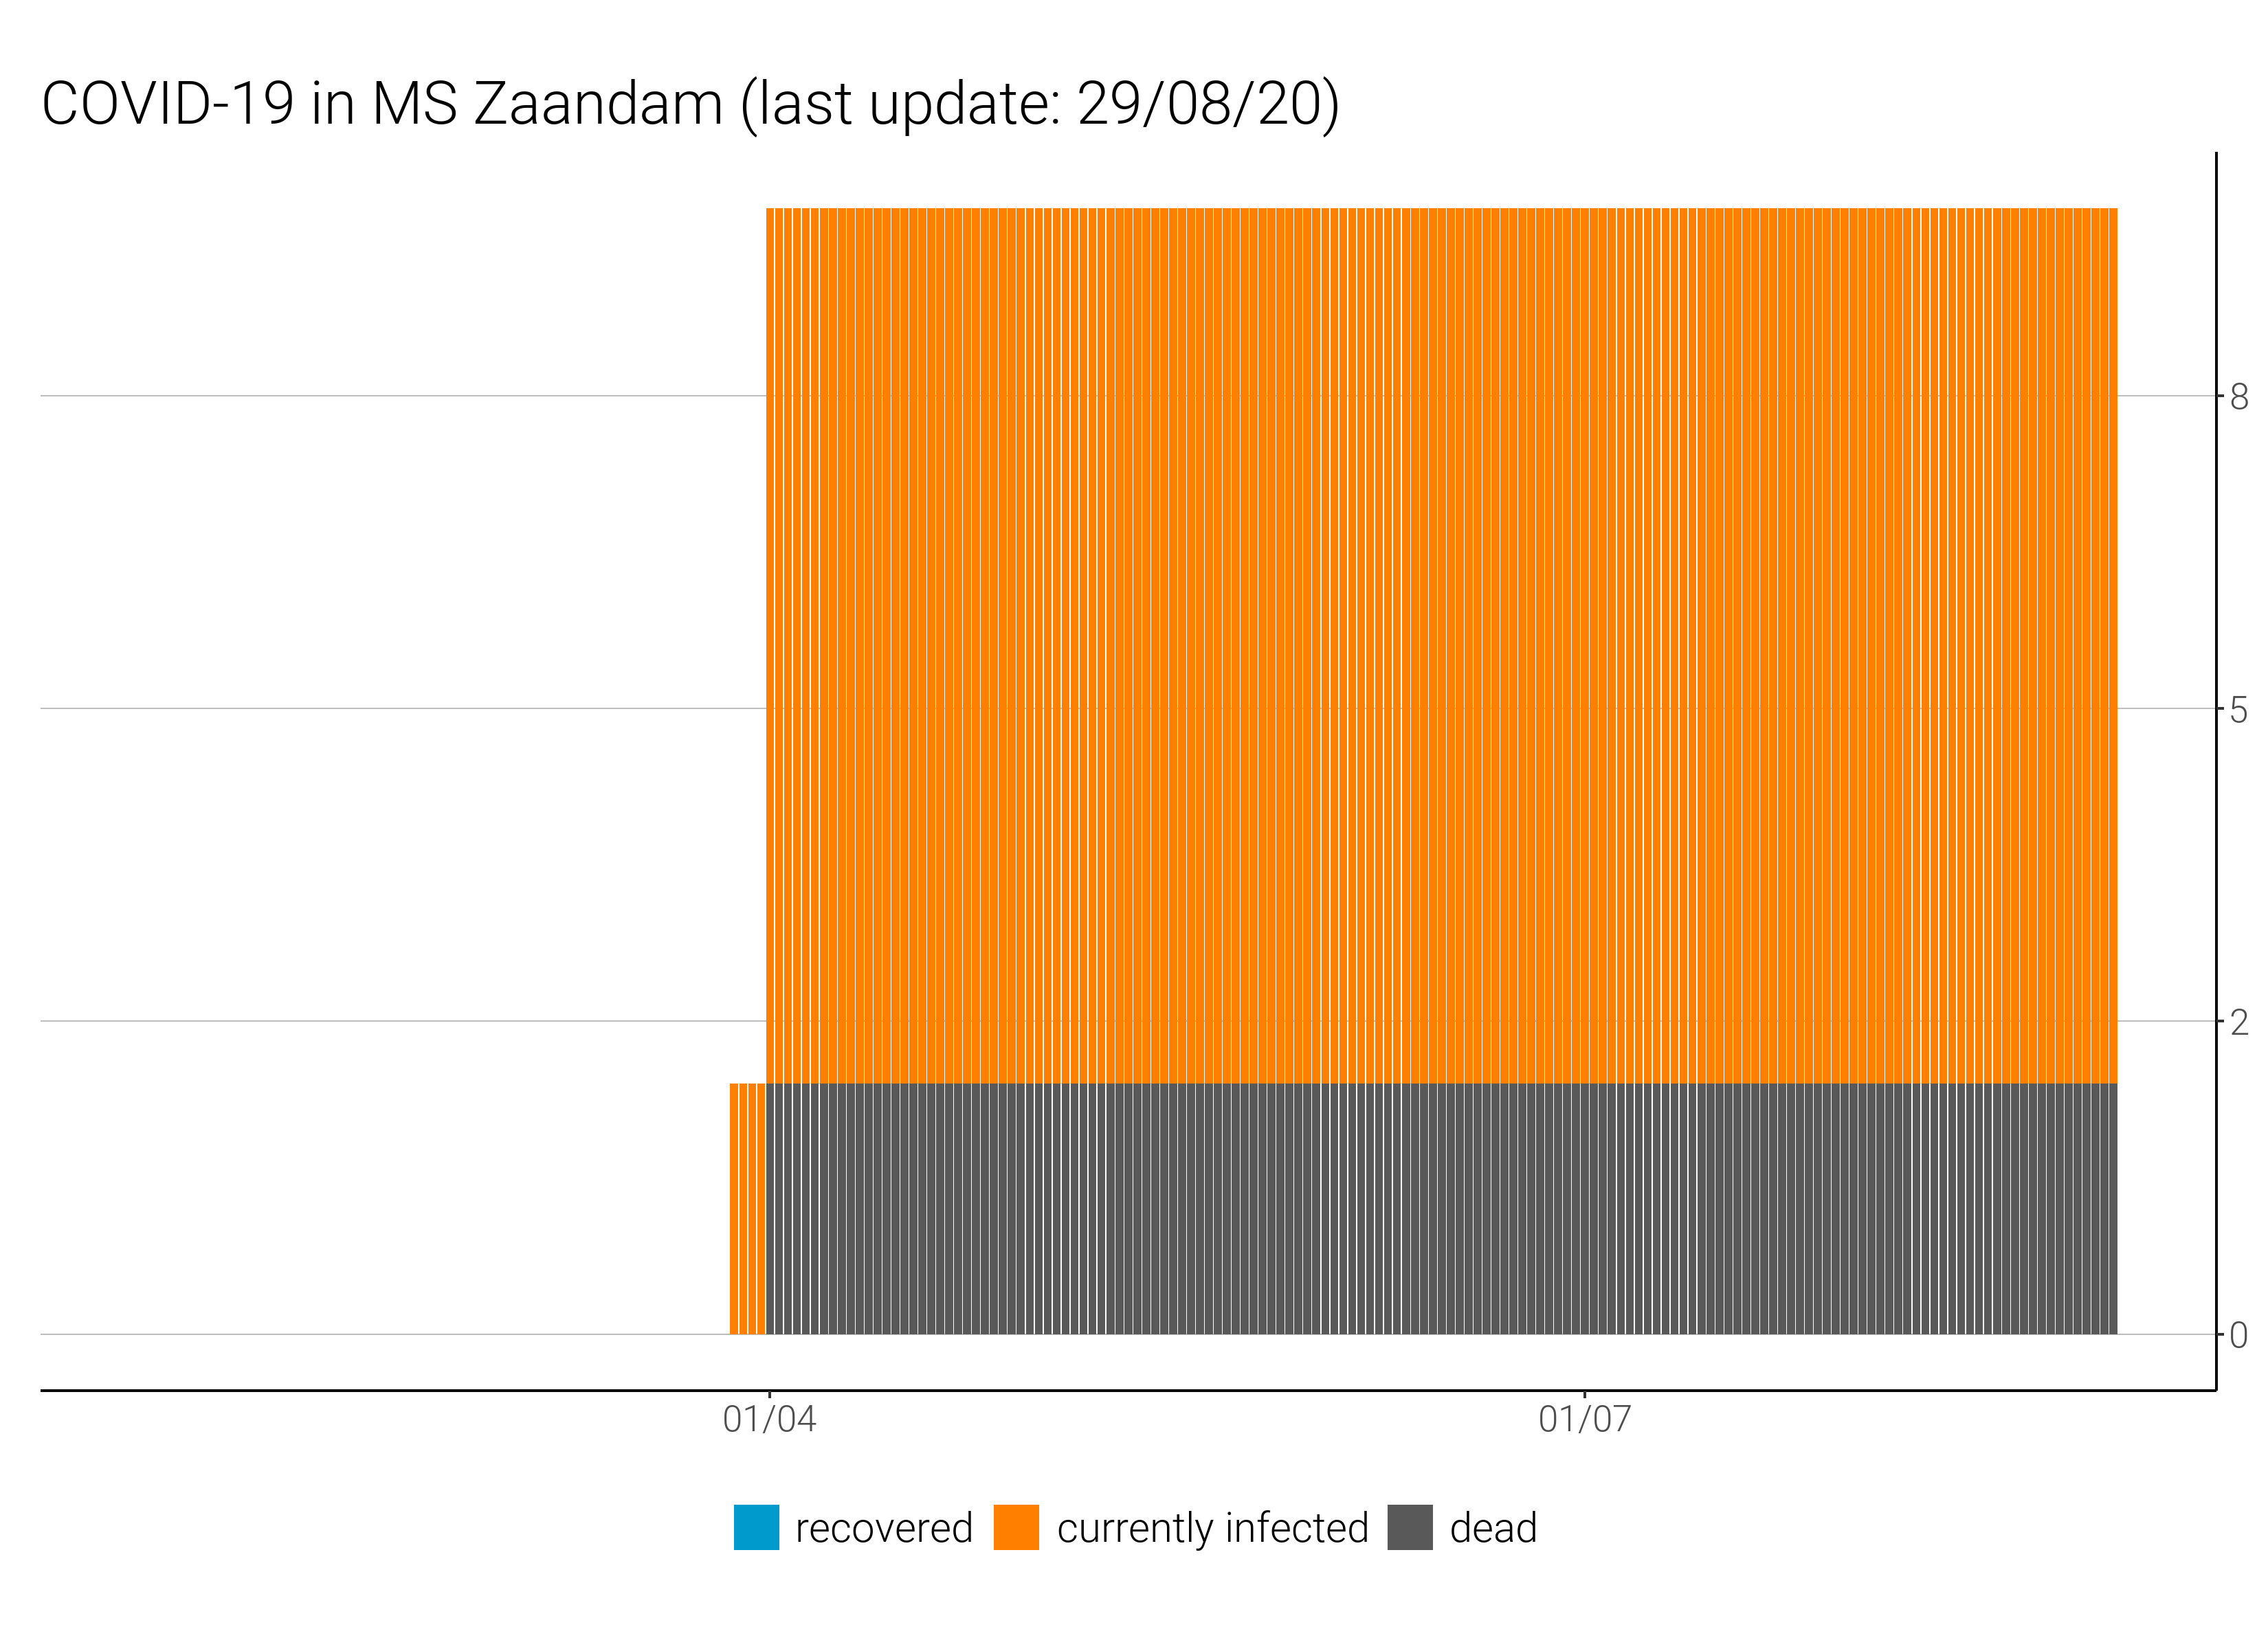 COVID-19 in MS Zaandam (last update: 29/08/20)
8
5
2
0
01/04 01/07
recovered currently infected dead